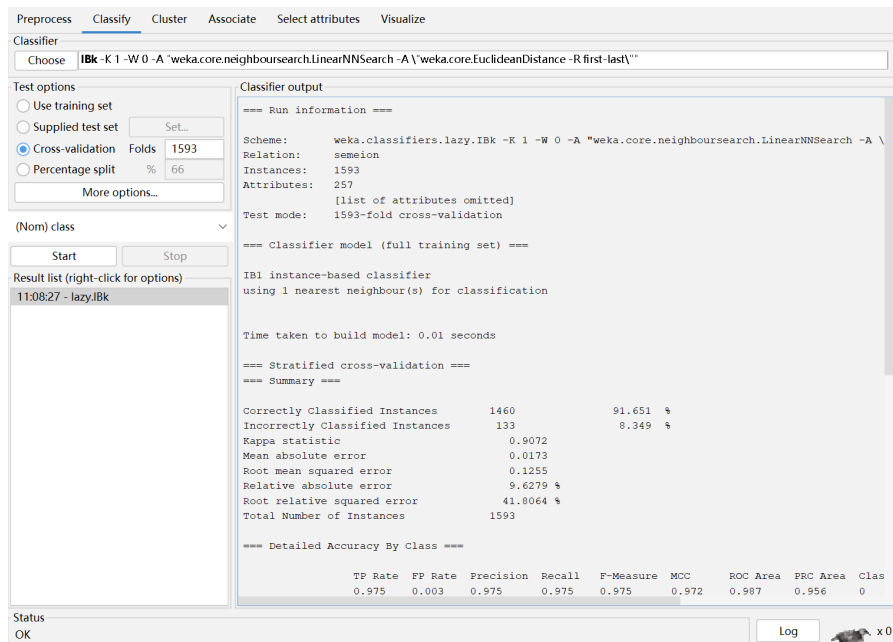 Preprocess Classify Cluster Associate Select attributes Visualize
Classifier
Choose IBk -K 1 -W 0 -A "weka.core.neighboursearch.LinearNNSearch -A \"weka.core.EuclideanDistance -R first-last\""
Test options
Use training set
Supplied test set Set...
Cross-validation Folds 1593
Percentage split % 66
More options...
(Nom) class
Start Stop
Result list (right-click for options)
11:08:27 - lazy.IBk
Classifier output
=== Run information ===
Scheme: weka.classifiers.lazy.IBk -K 1 -W 0 -A "weka.core.neighboursearch.LinearNNSearch -A \
Relation: semeion
Instances: 1593
Attributes: 257
[list of attributes omitted]
Test mode: 1593-fold cross-validation
=== Classifier model (full training set) ===
IB1 instance-based classifier
using 1 nearest neighbour(s) for classification
Time taken to build model: 0.01 seconds
=== Stratified cross-validation ===
=== Summary ===
Correctly Classified Instances 1460 91.651 %
Incorrectly Classified Instances 133 8.349 %
Kappa statistic 0.9072
Mean absolute error 0.0173
Root mean squared error 0.1255
Relative absolute error 9.6279 %
Root relative squared error 41.8064 %
Total Number of Instances 1593
=== Detailed Accuracy By Class ===
TP Rate FP Rate Precision Recall F-Measure MCC ROC Area PRC Area Clas
0.975 0.003 0.975 0.975 0.975 0.972 0.987 0.956 0
Status
OK
Log x 0